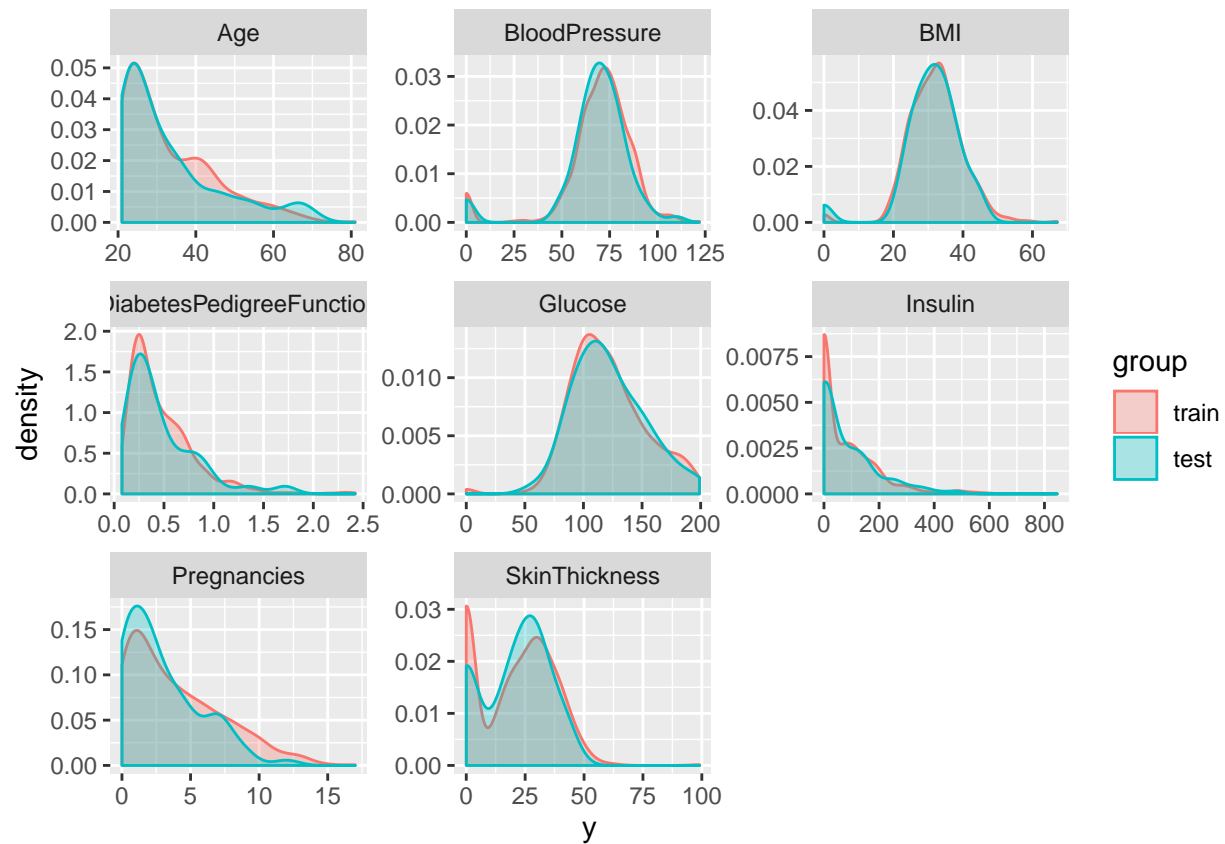 Age
BloodPressure
BMI
0.05
0.04
0.03
0.02
0.01
0.00
20 40 60 80
0.03
0.02
0.01
0.00
0 25 50 75 100 125
0.04
0.02
0.00
0 20 40 60
DiabetesPedigreeFunctio
Glucose
Insulin
2.0
1.5
1.0
0.5
0.0
0.0 0.5 1.0 1.5 2.0 2.5
0.010
0.005
0.000
0 50 100 150 200
0.0075
0.0050
0.0025
0.0000
0 200 400 600 800
Pregnancies
SkinThickness
0.15
0.10
0.05
0.00
0 5 10 15
0.03
0.02
0.01
0.00
0 25 50 75 100
density
y
group
train
test